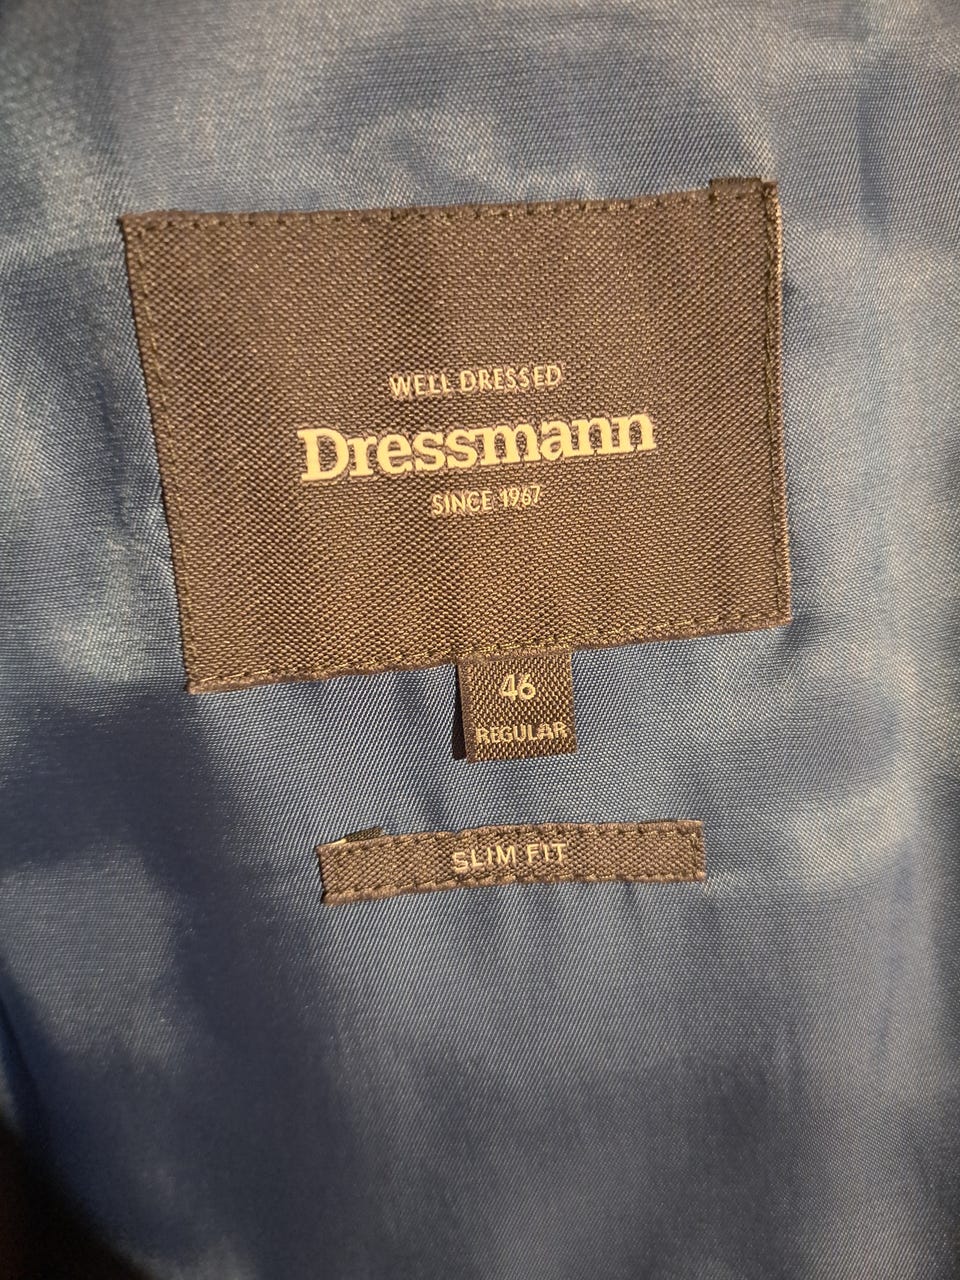 WELL DRESSED
Dressmann
SINCE 1967
46
REGULAR
SLIM FIT